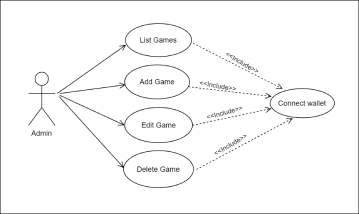 List Games
<<Include>>
Add Game
<<Include>>
Connect wallet
<<Include>>
Edit Game
Admin
<<Include>>
Delete Game